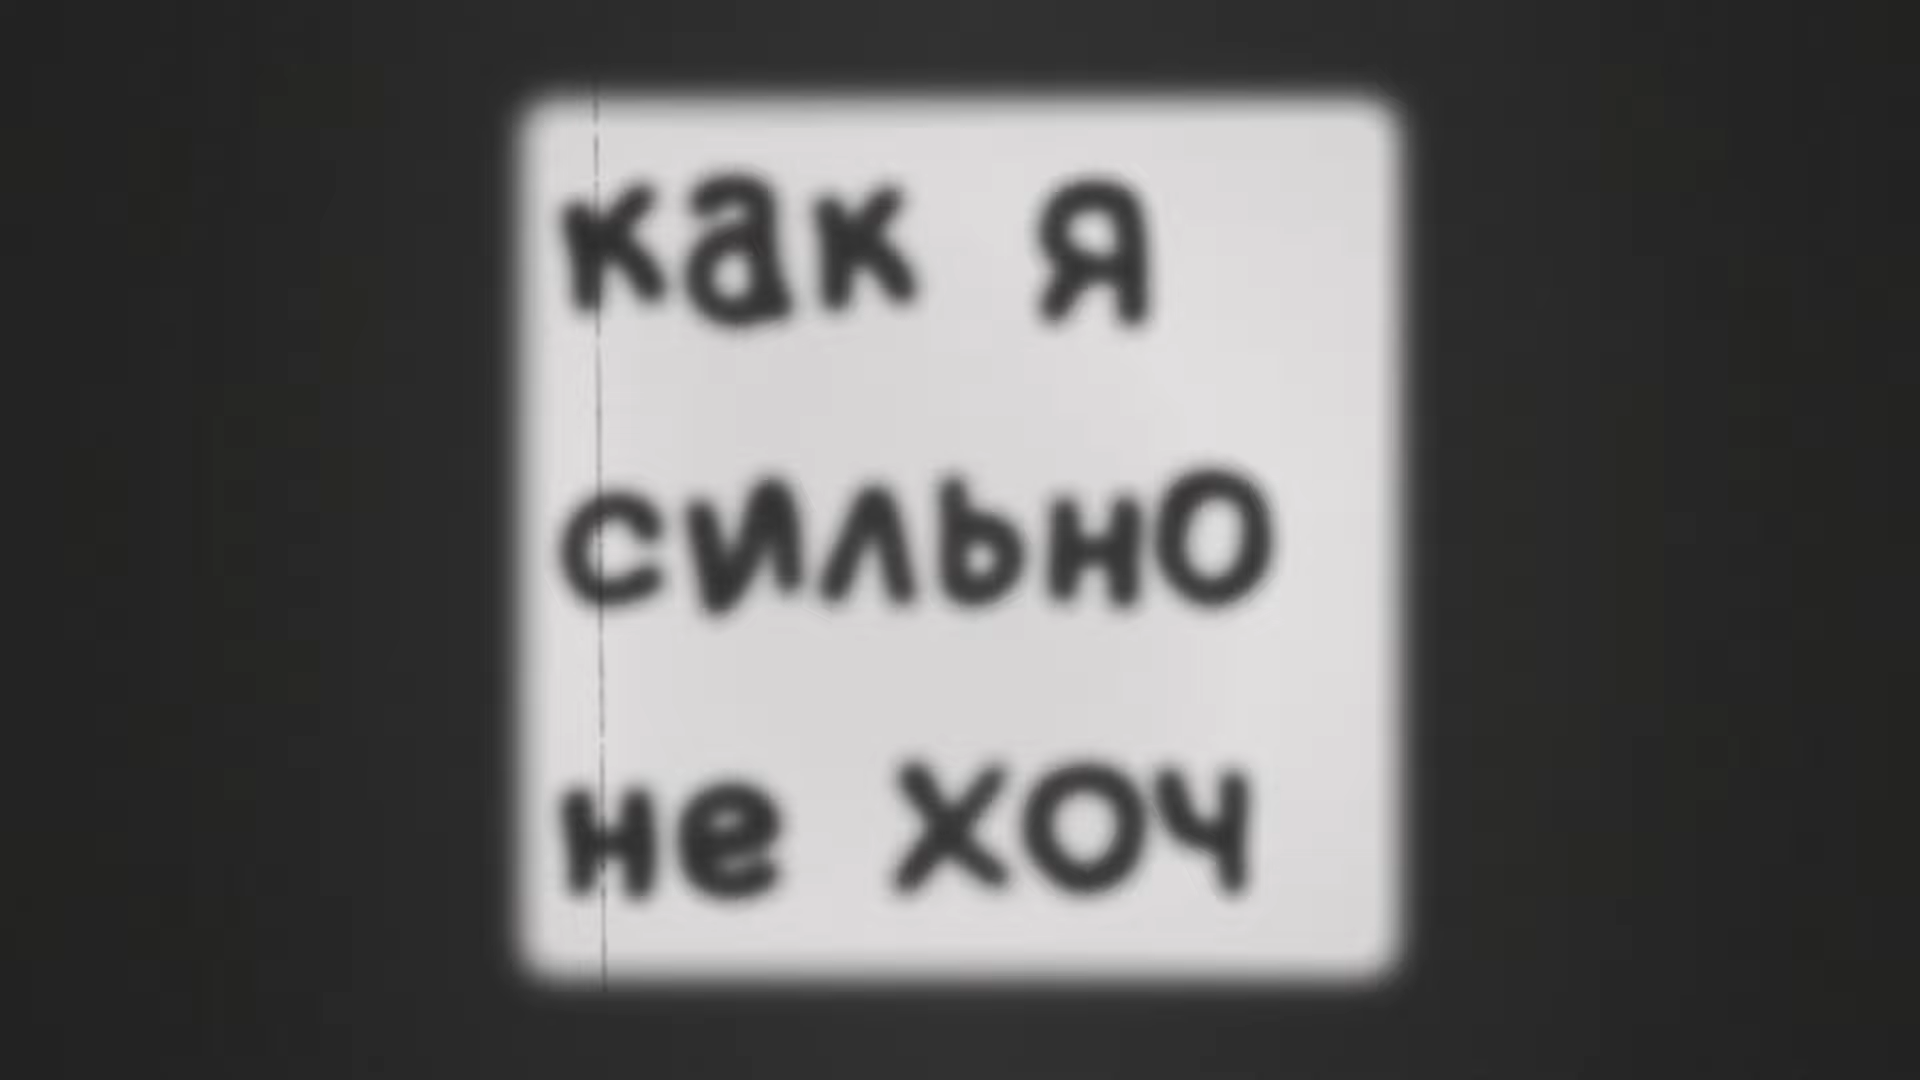 как я
сильно
не хоч